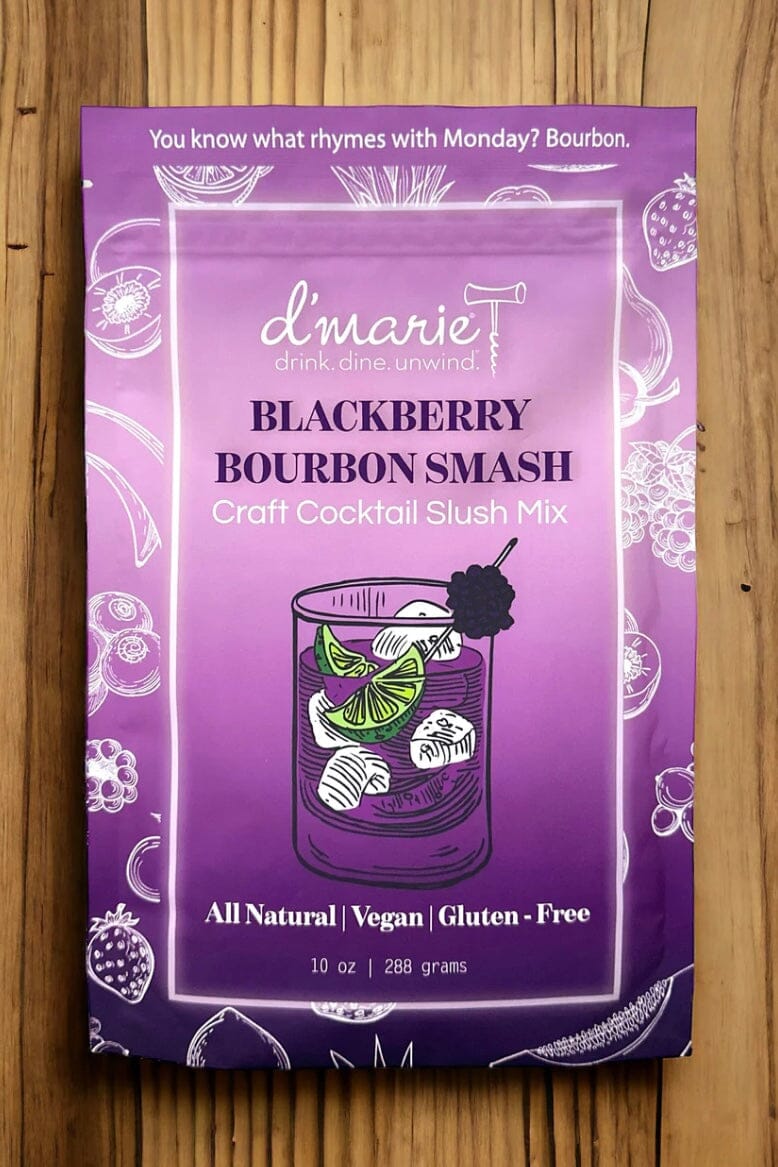 You know what rhymes with Monday? Bourbon.
d'marie
drink. dine. unwind.
BLACKBERRY
BOURBON SMASH
Craft Cocktail Slush Mix
All Natural | Vegan | Gluten - Free
10 oz | 288 grams